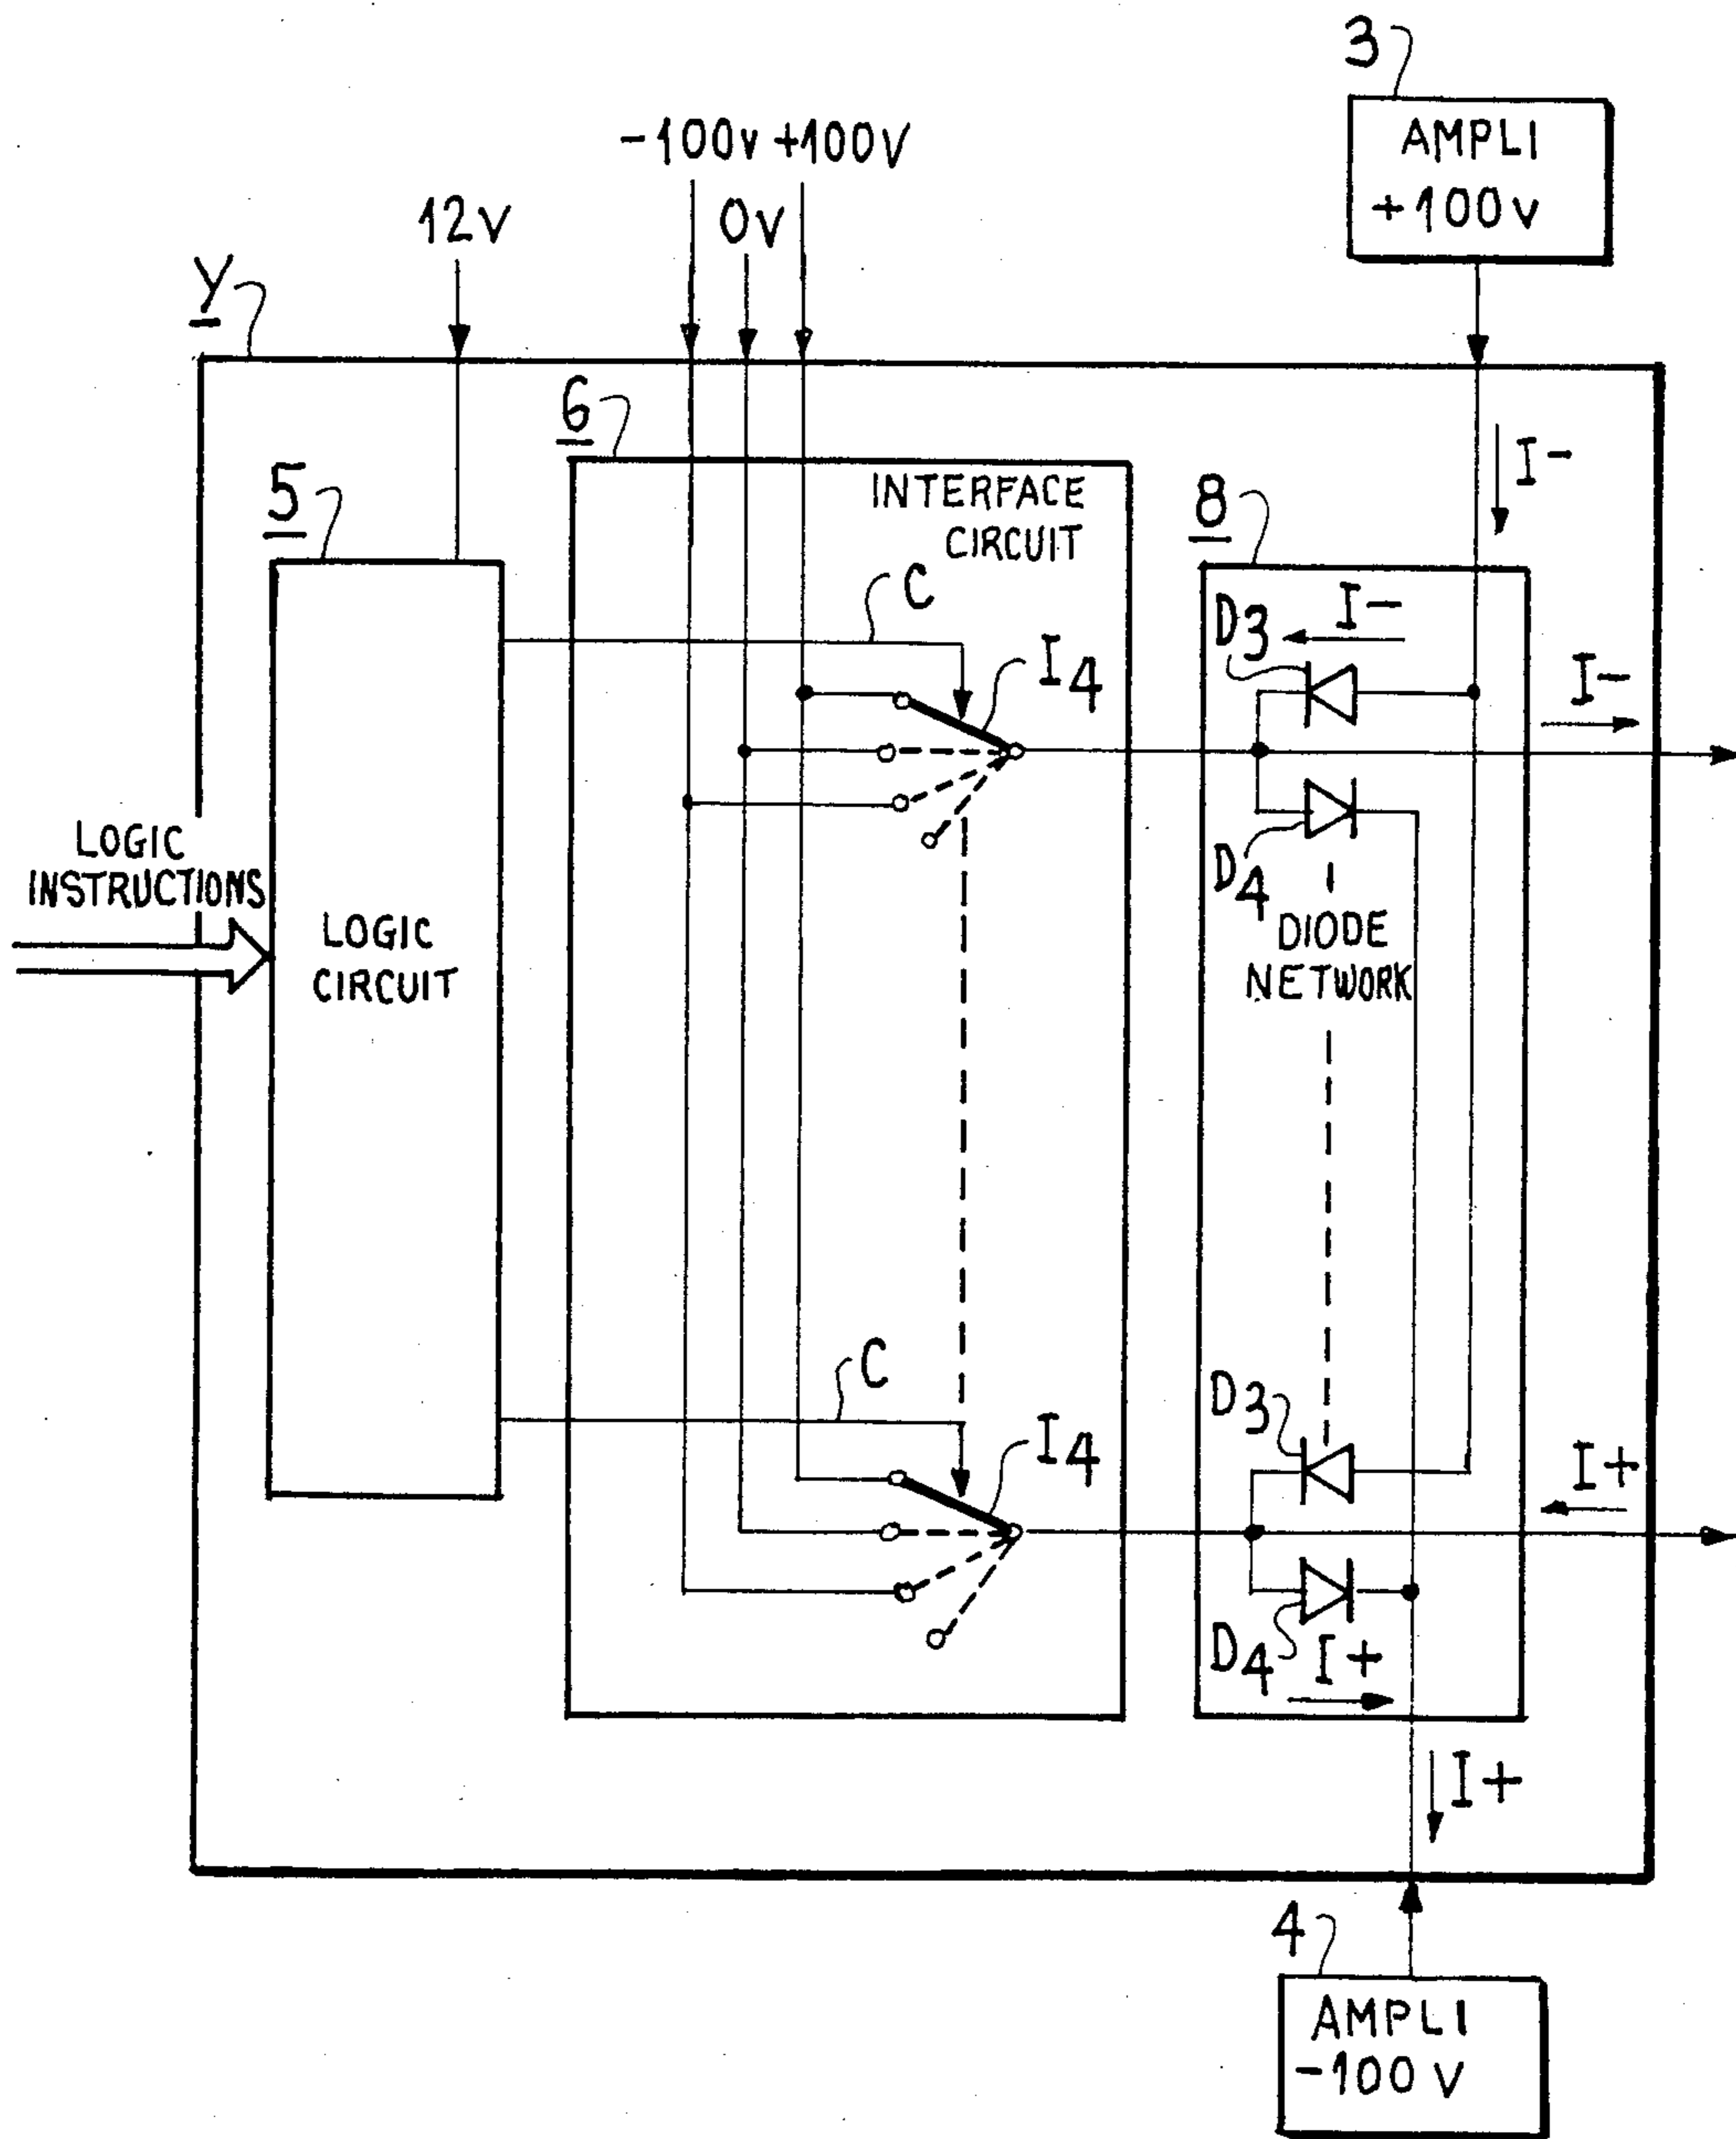 3
AMPLI
+100v
-100v +100V
0v
12v
Y
6
INTERFACE
CIRCUIT
I-
5
8
C
D3
I-
I4
I-
D4
LOGIC
INSTRUCTIONS
LOGIC
CIRCUIT
DIODE
NETWORK
C
D3
I4
I+
D4
I+
I+
4
AMPLI
-100 V